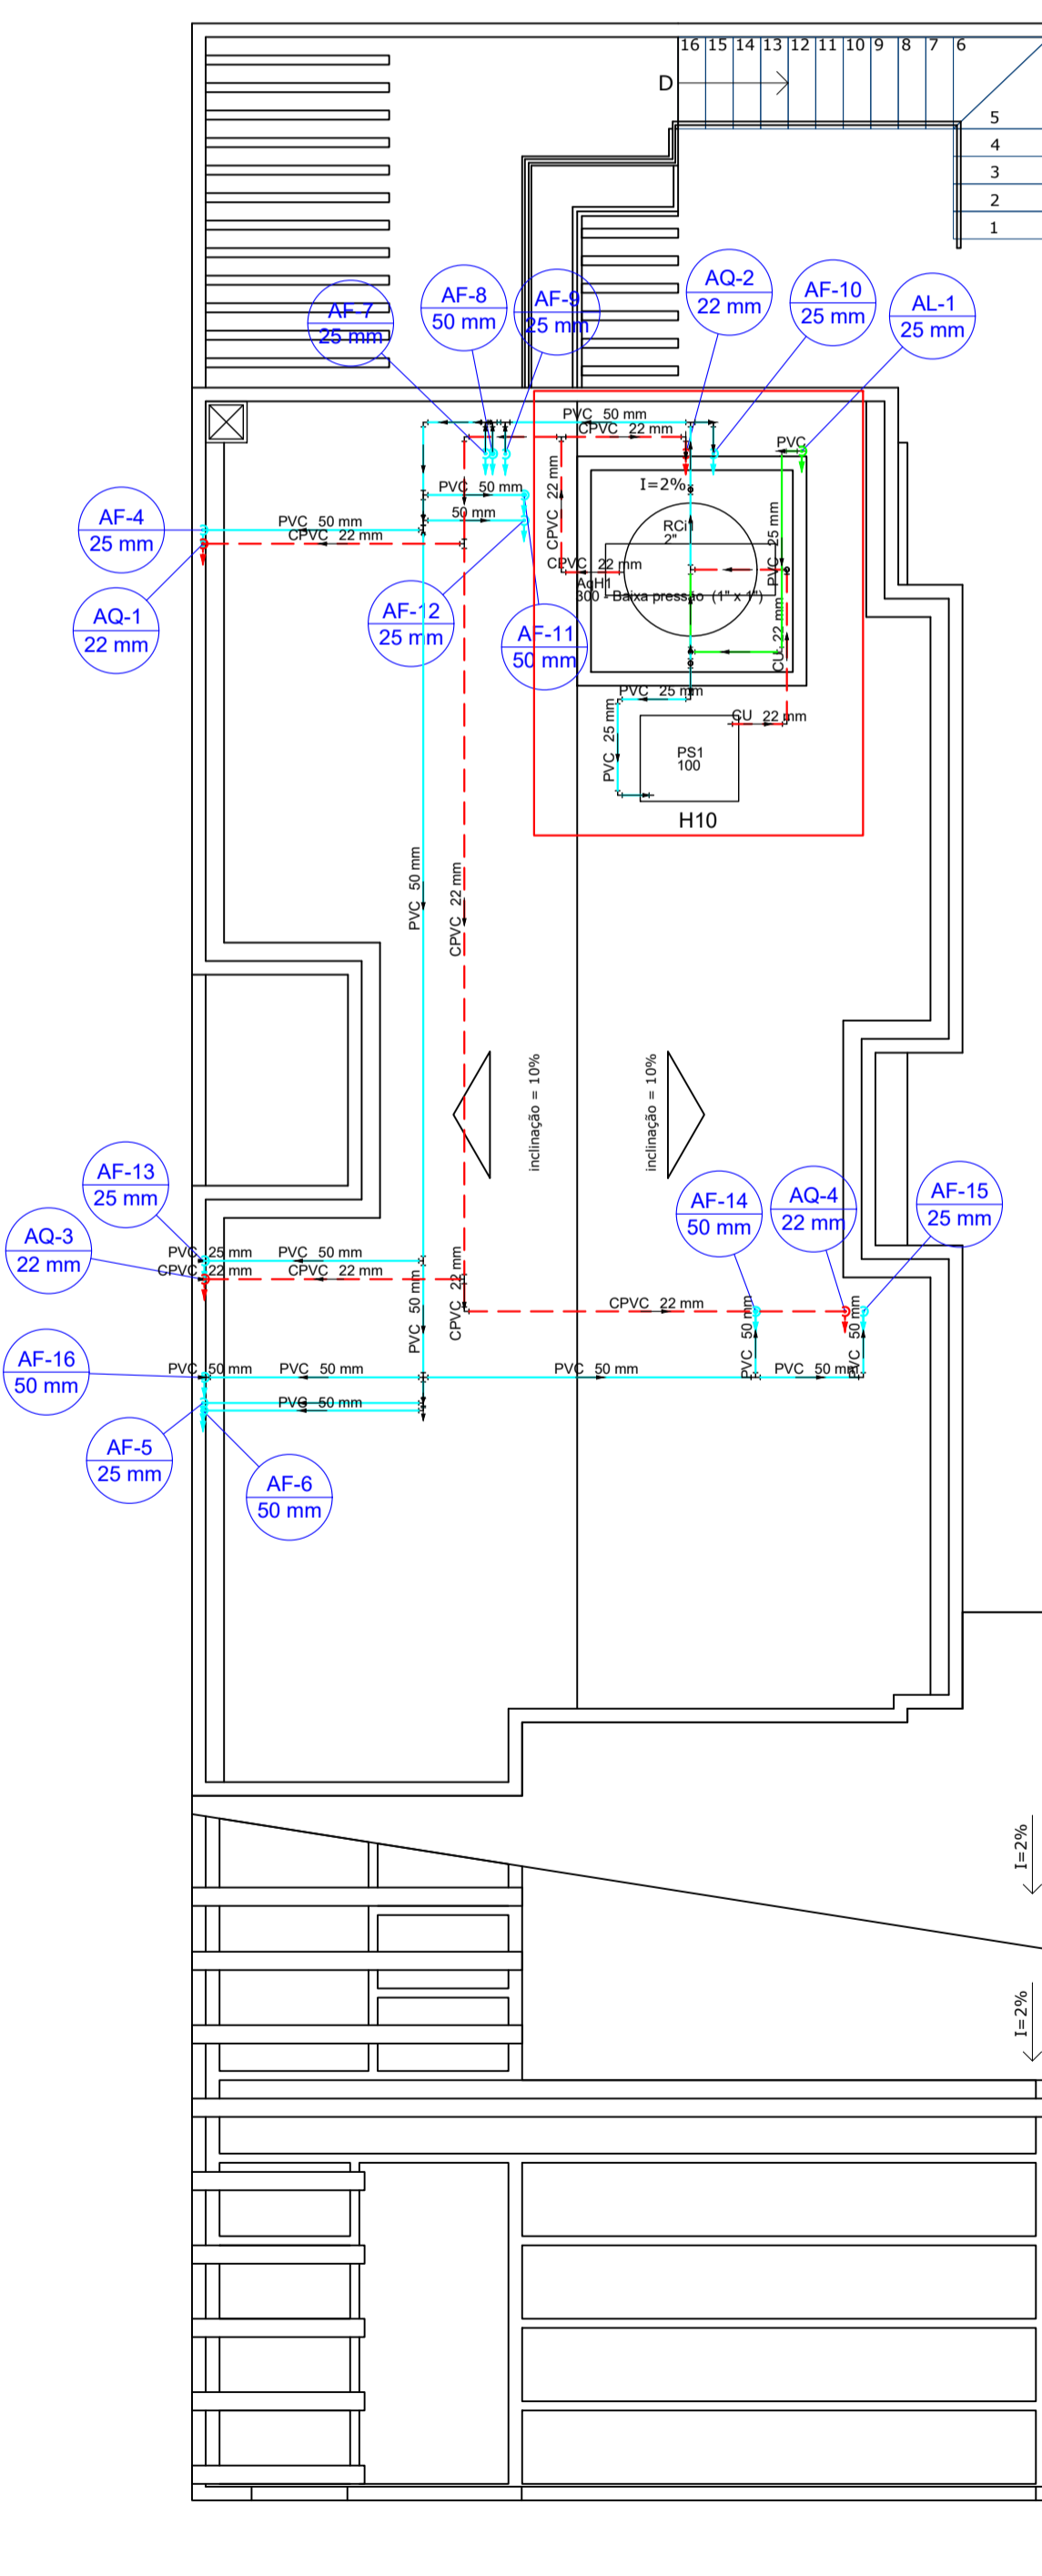 16 15 14 13 12 11 10 9 8 7 6
D
5
4
3
2
1
AF-7
25 mm
AF-8
50 mm
AF-9
25 mm
AQ-2
22 mm
AF-10
25 mm
AL-1
25 mm
PVC 50 mm
CPVC 22 mm
PVC
CPVC 22 mm
I=2%
PVC 50 mm
50 mm
RCi1
2"
PVC 25 mm
AF-4
25 mm
PVC 50 mm
CPVC 22 mm
CPVC 22 mm
AqH1
300 - Baixa pressão (1" x 1")
AQ-1
22 mm
AF-12
25 mm
AF-11
50 mm
CU 22 mm
PVC 25 mm
CU 22 mm
PVC 25 mm
PS1
100
H10
PVC 50 mm
CPVC 22 mm
inclinação = 10%
inclinação = 10%
AF-13
25 mm
AF-14
50 mm
AQ-4
22 mm
AF-15
25 mm
AQ-3
22 mm
PVC 25 mm
PVC 50 mm
CPVC 22 mm
CPVC 22 mm
PVC 50 mm
CPVC 22 mm
CPVC 22 mm
PVC 50 mm
PVC 50 mm
AF-16
50 mm
PVC 50 mm
PVC 50 mm
PVC 50 mm
PVC 50 mm
PVC 50 mm
AF-5
25 mm
AF-6
50 mm
I=2%
I=2%